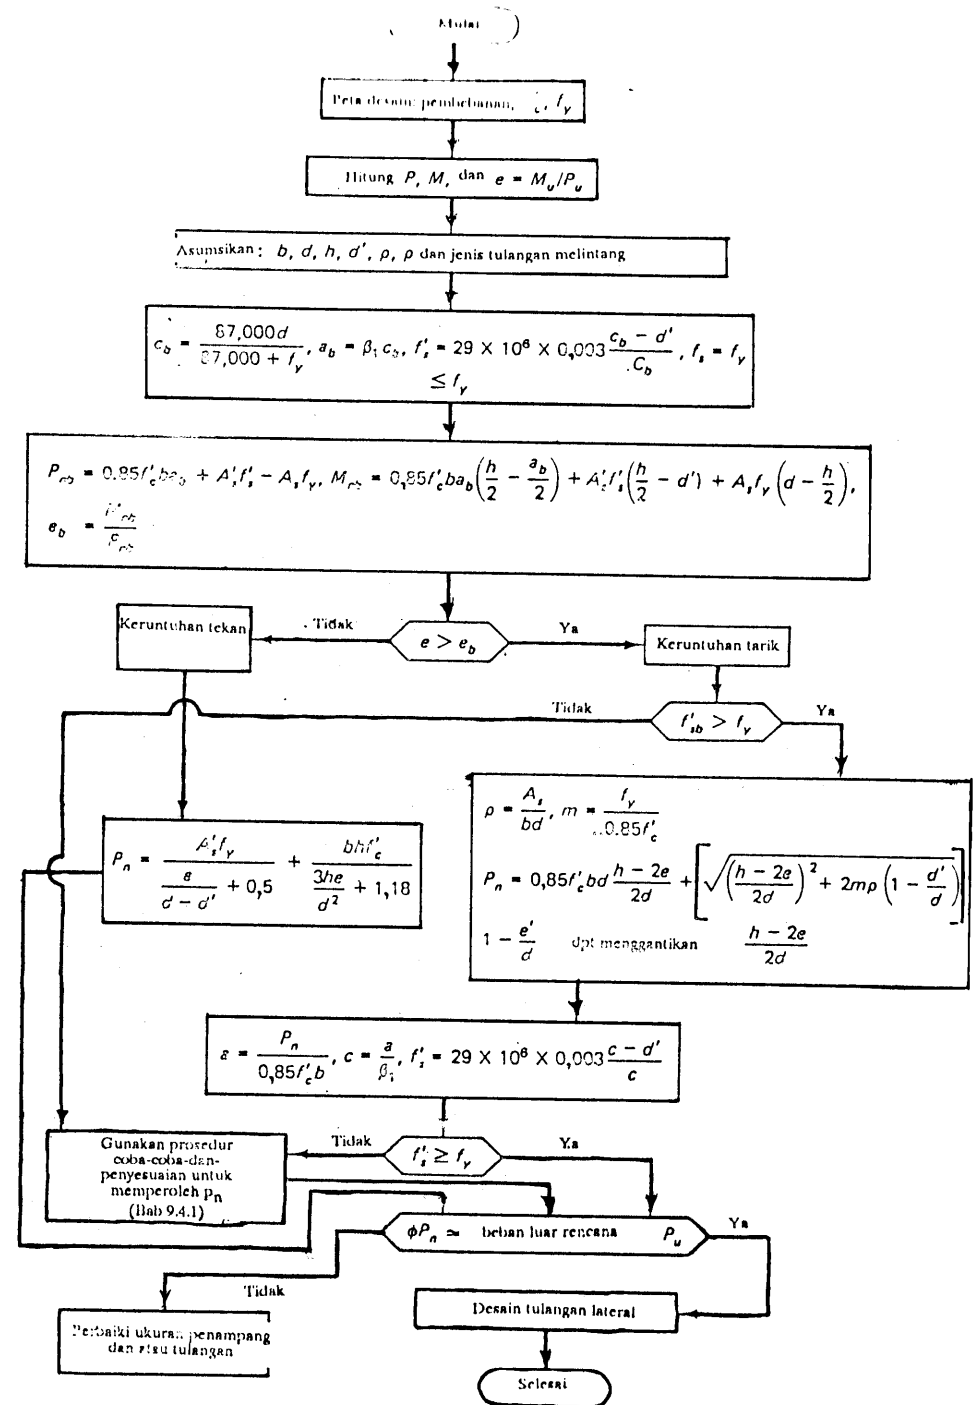 Mulai
Peta desain: pembebanan, f_y
Hitung P, M, dan e = M_u/P_u
Asumsikan: b, d, h, d', ρ, ρ dan jenis tulangan melintang
c_b = 87,000d / (87,000 + f_y), a_b = β_1 c_b, f'_s = 29 × 10^6 × 0,003 (c_b − d') / C_b, f_s = f_y
≤ f_y
P_nb = 0.85f'_c ba_b + A'_s f'_s − A_s f_y, M_nb = 0,85f'_c ba_b (h/2 − a_b/2) + A'_s f'_s (h/2 − d') + A_s f_y (d − h/2),
e_b = M_nb / P_nb
Keruntuhan tekan
Tidak
e > e_b
Ya
Keruntuhan tarik
Tidak
f'_sb > f_y
Ya
ρ = A_s / bd, m = f_y / 0.85f'_c
P_n = A'_s f_y / (e / (d − d') + 0,5) + bhf'_c / (3he / d^2 + 1,18)
P_n = 0,85f'_c bd (h − 2e) / 2d + [√(((h − 2e) / 2d)^2 + 2mρ (1 − d'/d))]
1 − e'/d dpt menggantikan (h − 2e) / 2d
a = P_n / 0,85f'_c b, c = a / β_1, f'_s = 29 × 10^6 × 0,003 (c − d') / c
Gunakan prosedur
coba-coba-dan-
penyesuaian untuk
memperoleh p_n
(Bab 9.4.1)
Tidak
f'_s ≥ f_y
Ya
φP_n ≃ beban luar rencana P_u
Ya
Tidak
Perbaiki ukuran penampang
dan atau tulangan
Desain tulangan lateral
Selesai